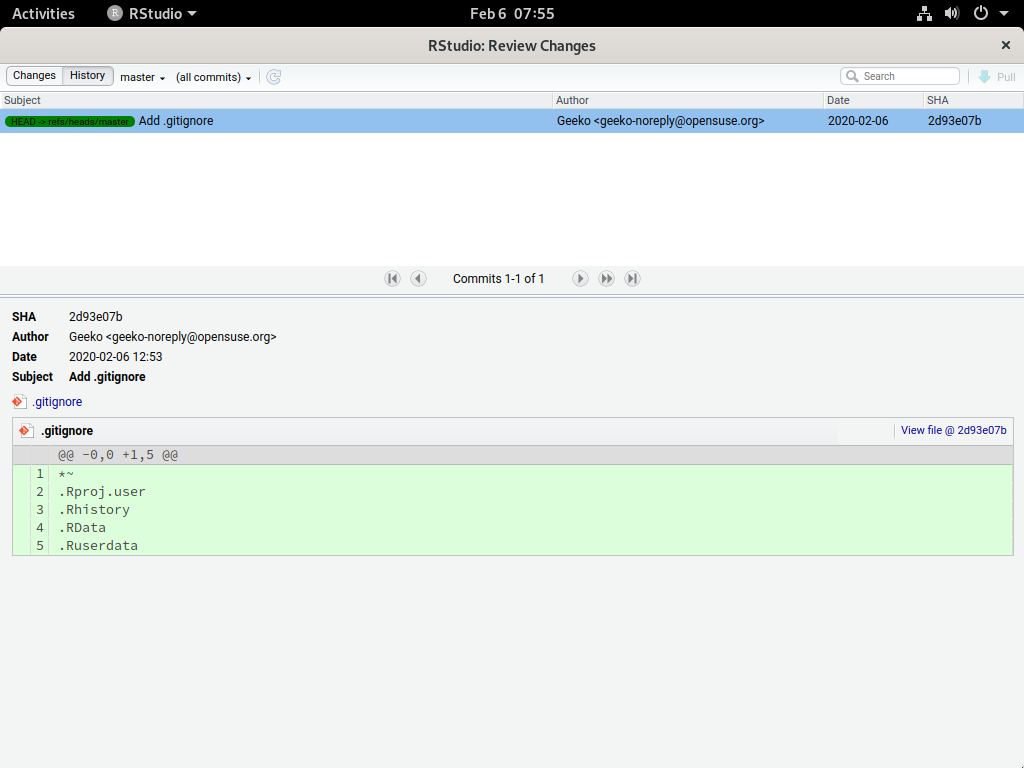 Activities RStudio Feb 6 07:55
RStudio: Review Changes
Changes History master (all commits) Search Pull
Subject Author Date SHA
HEAD -> refs/heads/master Add .gitignore Geeko <geeko-noreply@opensuse.org> 2020-02-06 2d93e07b
Commits 1-1 of 1
SHA 2d93e07b
Author Geeko <geeko-noreply@opensuse.org>
Date 2020-02-06 12:53
Subject Add .gitignore
.gitignore
.gitignore View file @ 2d93e07b
@@ -0,0 +1,5 @@
1 *~
2 .Rproj.user
3 .Rhistory
4 .RData
5 .Ruserdata